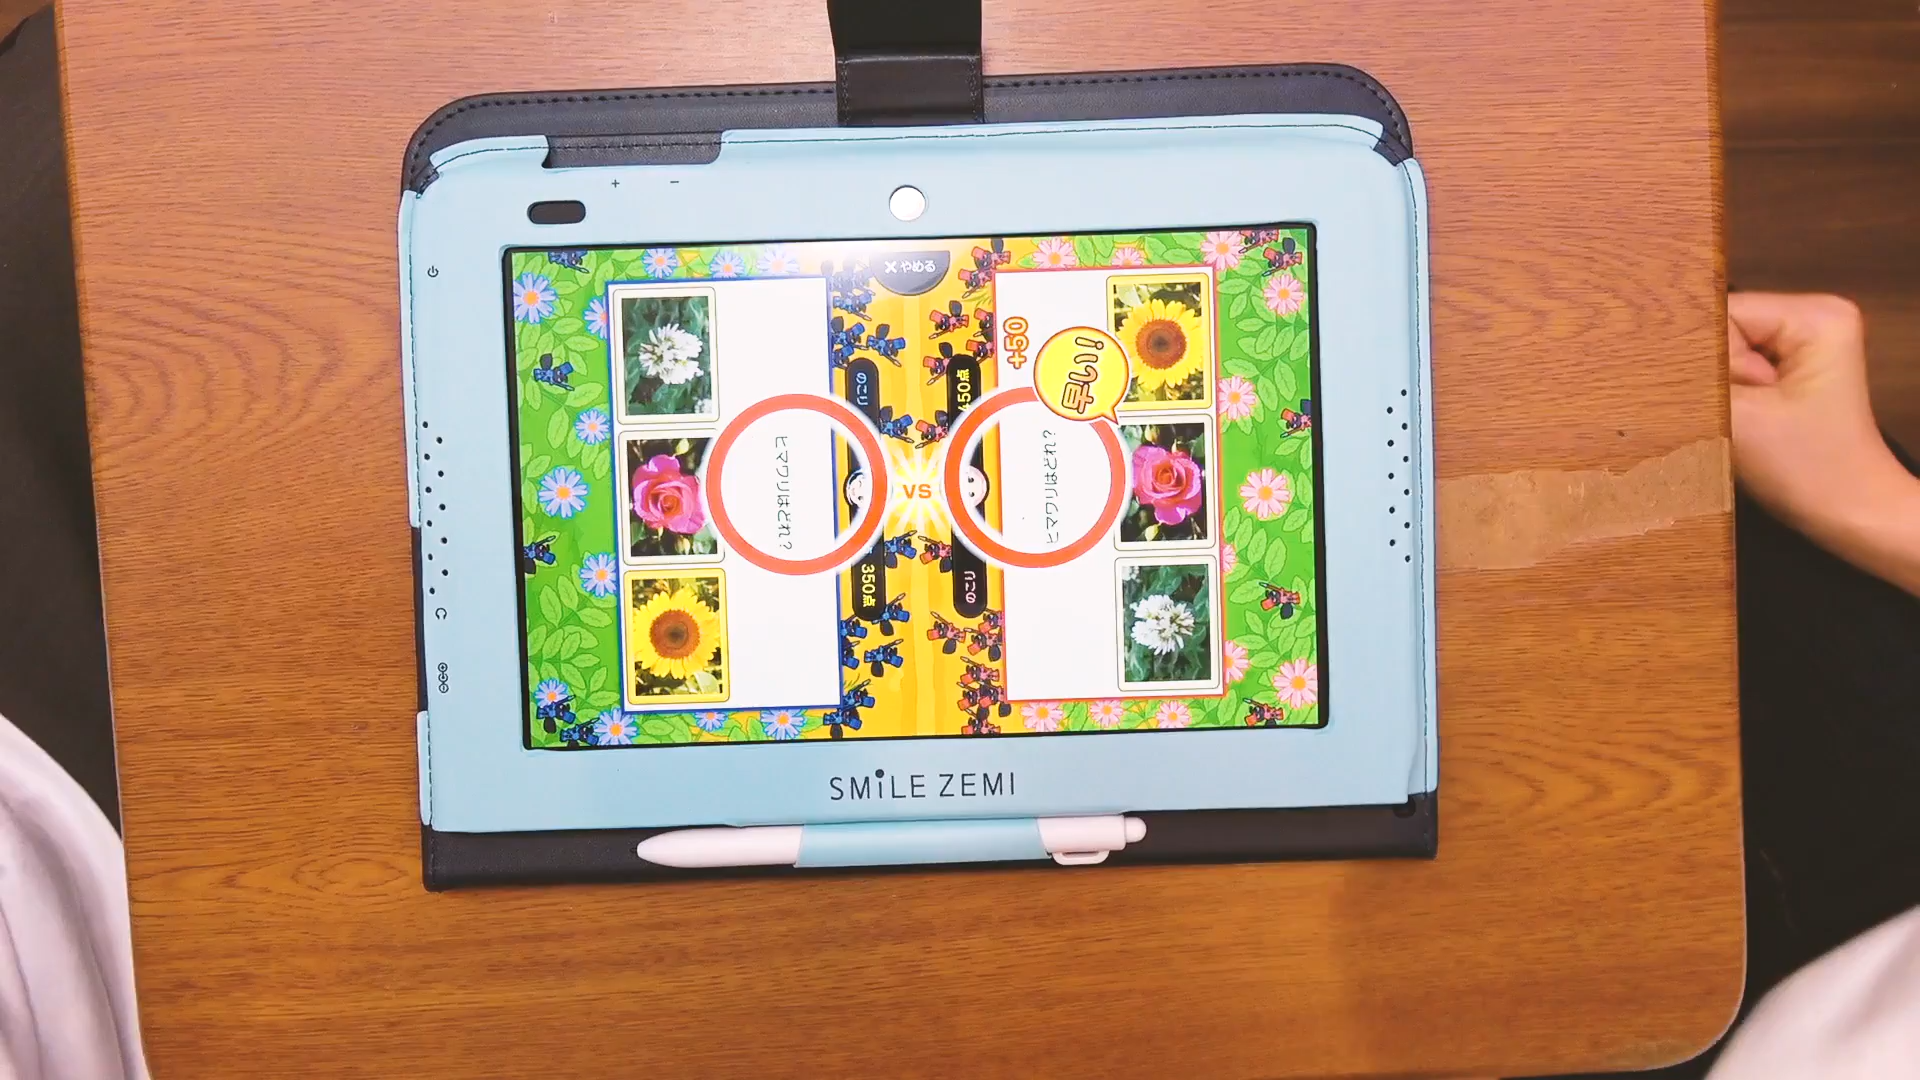 +
−
×やめる
ヒマワリはどれ？
のこり
350点
VS
450点
のこり
ヒマワリはどれ？
+50
早い！
SMiLE ZEMI